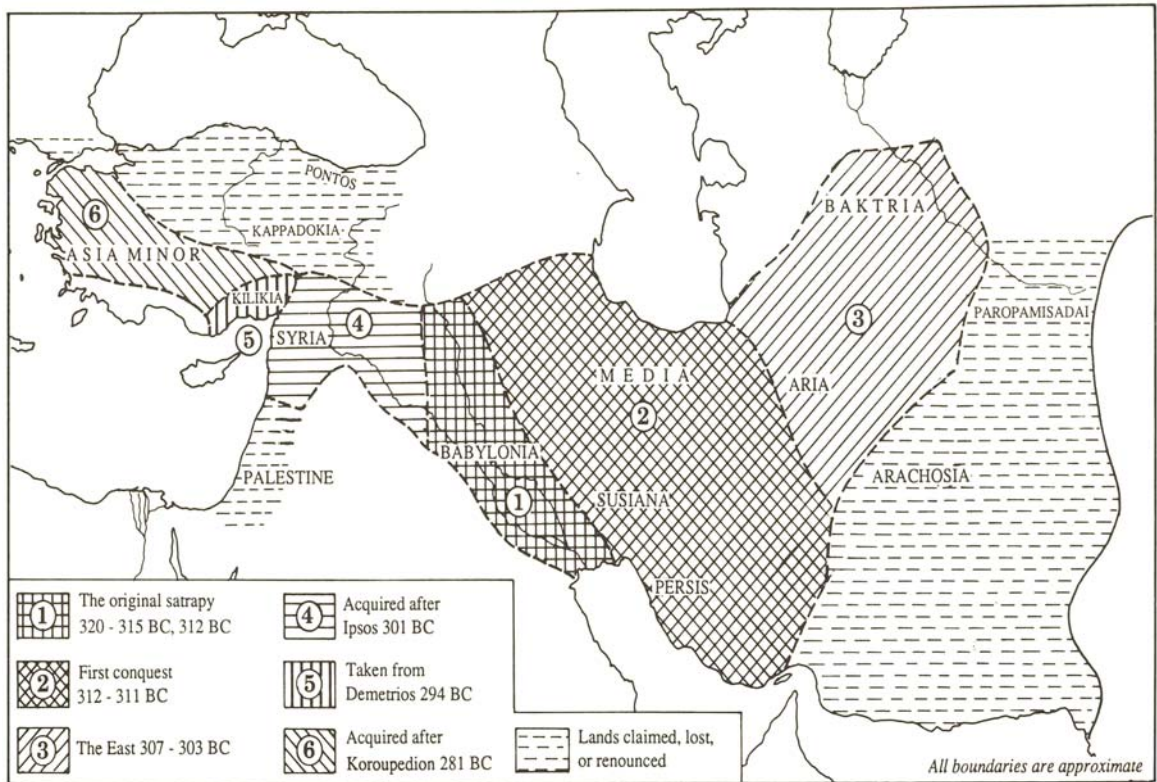 PONTOS
KAPPADOKIA
6
ASIA MINOR
KILIKIA
5
SYRIA
4
PALESTINE
BABYLONIA
1
MEDIA
2
SUSIANA
PERSIS
BAKTRIA
3
ARIA
PAROPAMISADAI
ARACHOSIA
1 The original satrapy
320 - 315 BC, 312 BC
2 First conquest
312 - 311 BC
3 The East 307 - 303 BC
4 Acquired after
Ipsos 301 BC
5 Taken from
Demetrios 294 BC
6 Acquired after
Koroupedion 281 BC
Lands claimed, lost,
or renounced
All boundaries are approximate